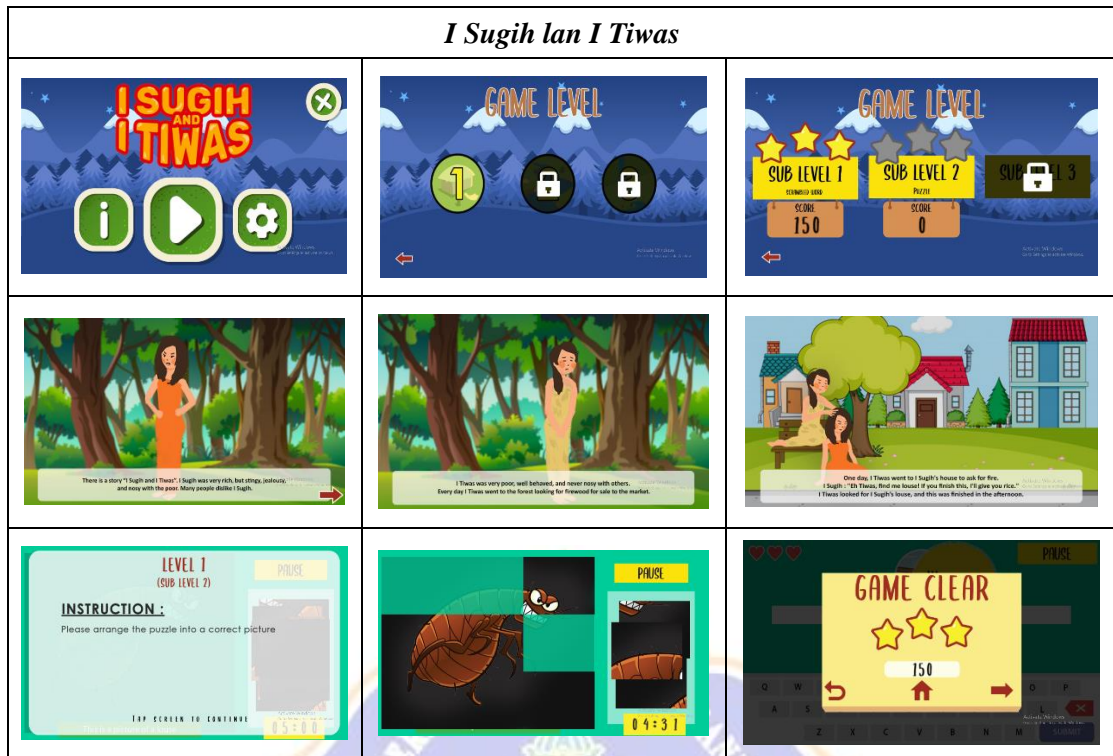 I Sugih lan I Tiwas
I SUGIH
AND
I TIWAS
GAME LEVEL
1
GAME LEVEL
SUB LEVEL 1
SCRAMBLED WORD
SCORE
150
SUB LEVEL 2
PUZZLE
SCORE
0
SUB LEVEL 3
There is a story "I Sugih and I Tiwas". I Sugih was very rich, but stingy, jealousy,
and nosy with the poor. Many people dislike I Sugih.
I Tiwas was very poor, well behaved, and never nosy with others.
Every day I Tiwas went to the forest looking for firewood for sale to the market.
One day, I Tiwas went to I Sugih's house to ask for fire.
I Sugih : "Eh Tiwas, find me louse! If you finish this, I'll give you rice."
I Tiwas looked for I Sugih's louse, and this was finished in the afternoon.
LEVEL 1
(SUB LEVEL 2)
PAUSE
INSTRUCTION :
Please arrange the puzzle into a correct picture
TAP SCREEN TO CONTINUE
05:00
PAUSE
04:31
PAUSE
GAME CLEAR
150
Q W O P
A S L
Z X C V B N M SUBMIT